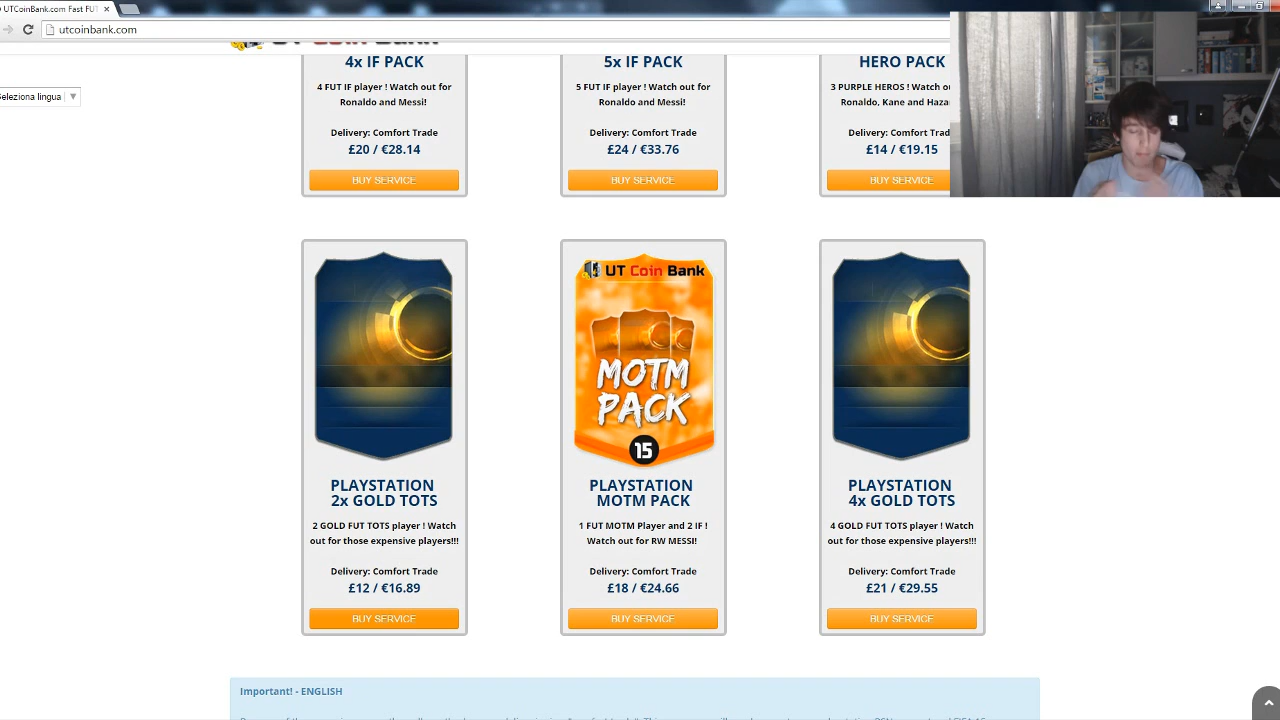 UTCoinBank.com Fast FUT
utcoinbank.com
UT Coin Bank
Seleziona lingua
4x IF PACK
4 FUT IF player ! Watch out for
Ronaldo and Messi!
Delivery: Comfort Trade
£20 / €28.14
BUY SERVICE
5x IF PACK
5 FUT IF player ! Watch out for
Ronaldo and Messi!
Delivery: Comfort Trade
£24 / €33.76
BUY SERVICE
HERO PACK
3 PURPLE HEROS ! Watch ou
Ronaldo, Kane and Haza
Delivery: Comfort Trad
£14 / €19.15
BUY SERVICE
PLAYSTATION
2x GOLD TOTS
2 GOLD FUT TOTS player ! Watch
out for those expensive players!!!
Delivery: Comfort Trade
£12 / €16.89
BUY SERVICE
UT Coin Bank
MOTM
PACK
15
PLAYSTATION
MOTM PACK
1 FUT MOTM Player and 2 IF !
Watch out for RW MESSI!
Delivery: Comfort Trade
£18 / €24.66
BUY SERVICE
PLAYSTATION
4x GOLD TOTS
4 GOLD FUT TOTS player ! Watch
out for those expensive players!!!
Delivery: Comfort Trade
£21 / €29.55
BUY SERVICE
Important! - ENGLISH